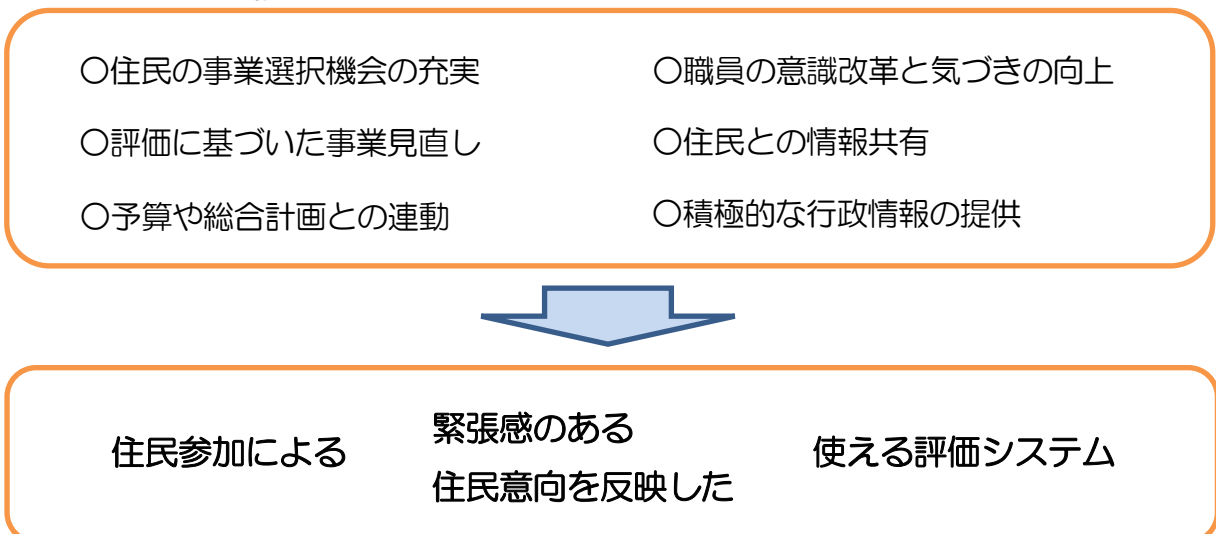 〇住民の事業選択機会の充実
〇職員の意識改革と気づきの向上
〇評価に基づいた事業見直し
〇住民との情報共有
〇予算や総合計画との連動
〇積極的な行政情報の提供
住民参加による
緊張感のある
住民意向を反映した
使える評価システム